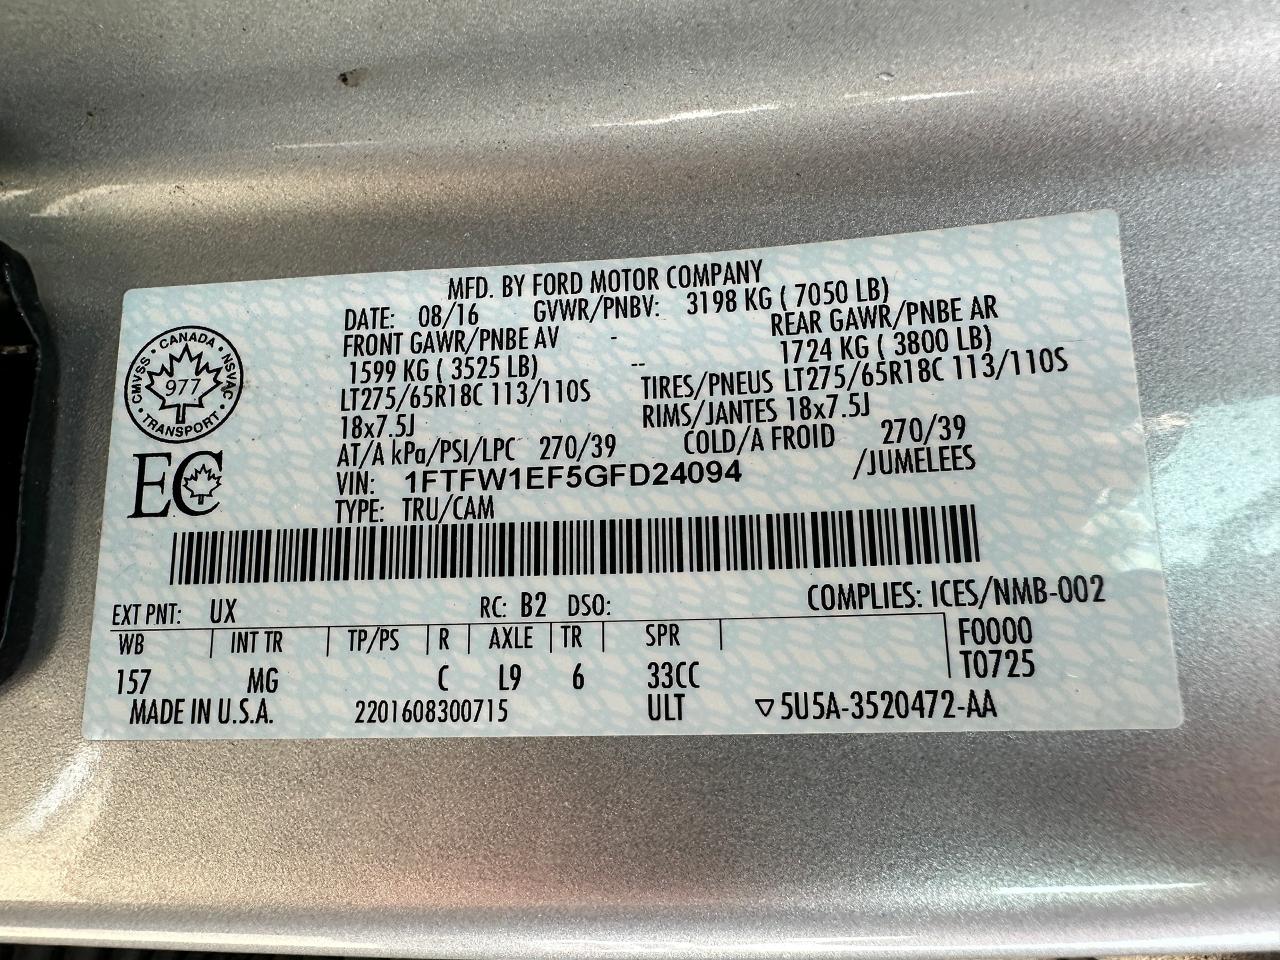 MFD. BY FORD MOTOR COMPANY
DATE: 08/16 GVWR/PNBV: 3198 KG ( 7050 LB)
FRONT GAWR/PNBE AV - REAR GAWR/PNBE AR
1599 KG ( 3525 LB) -- 1724 KG ( 3800 LB)
LT275/65R18C 113/110S TIRES/PNEUS LT275/65R18C 113/110S
18x7.5J RIMS/JANTES 18x7.5J
AT/A kPa/PSI/LPC 270/39 COLD/A FROID 270/39
VIN: 1FTFW1EF5GFD24094 /JUMELEES
TYPE: TRU/CAM
CANADA
NSVAC
TRANSPORT
CMVSS
977
EC
EXT PNT: UX RC: B2 DSO: COMPLIES: ICES/NMB-002
WB INT TR TP/PS R AXLE TR SPR F0000
157 MG C L9 6 33CC T0725
MADE IN U.S.A. 2201608300715 ULT ▽5U5A-3520472-AA